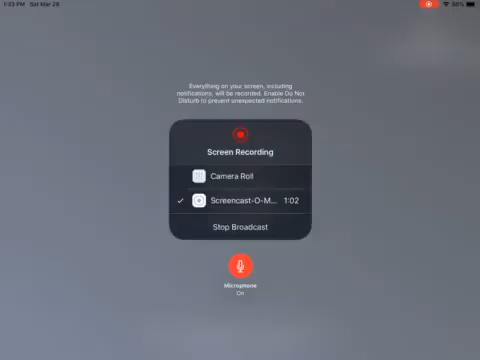 1:03 PM Sat Mar 28
50%
Everything on your screen, including
notifications, will be recorded. Enable Do Not
Disturb to prevent unexpected notifications.
Screen Recording
Camera Roll
Screencast-O-M... 1:02
Stop Broadcast
Microphone
On